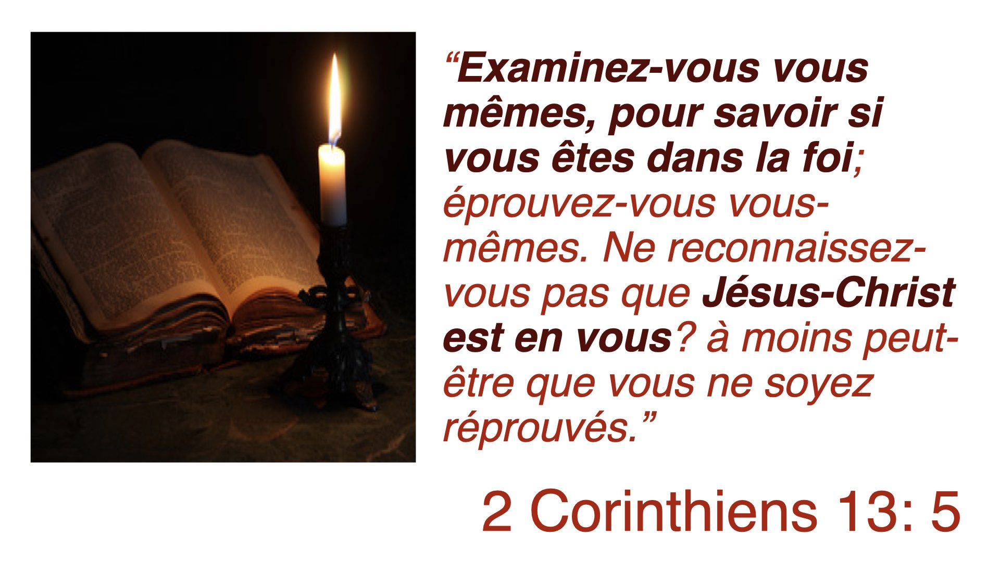 “Examinez-vous vous
mêmes, pour savoir si
vous êtes dans la foi;
éprouvez-vous vous-
mêmes. Ne reconnaissez-
vous pas que Jésus-Christ
est en vous? à moins peut-
être que vous ne soyez
réprouvés.”
2 Corinthiens 13: 5